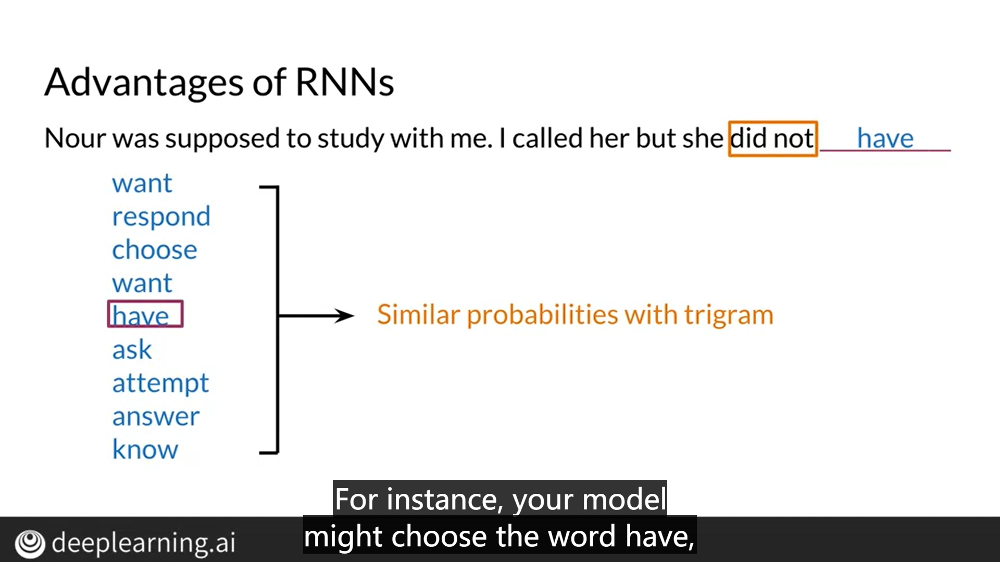 Advantages of RNNs
Nour was supposed to study with me. I called her but she did not have
want
respond
choose
want
have
ask
attempt
answer
know
Similar probabilities with trigram
For instance, your model
might choose the word have,
deeplearning.ai